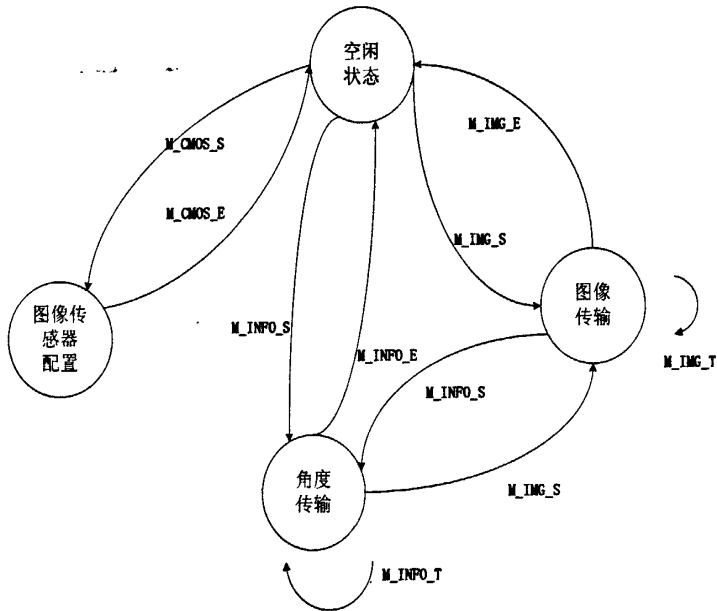 空闲
状态
M_IMG_E
M_CMOS_S
M_CMOS_E
M_IMG_S
图像
传输
图像传
感器
配置
M_INFO_S
M_INFO_E
M_IMG_T
M_INFO_S
角度
传输
M_IMG_S
M_INFO_T